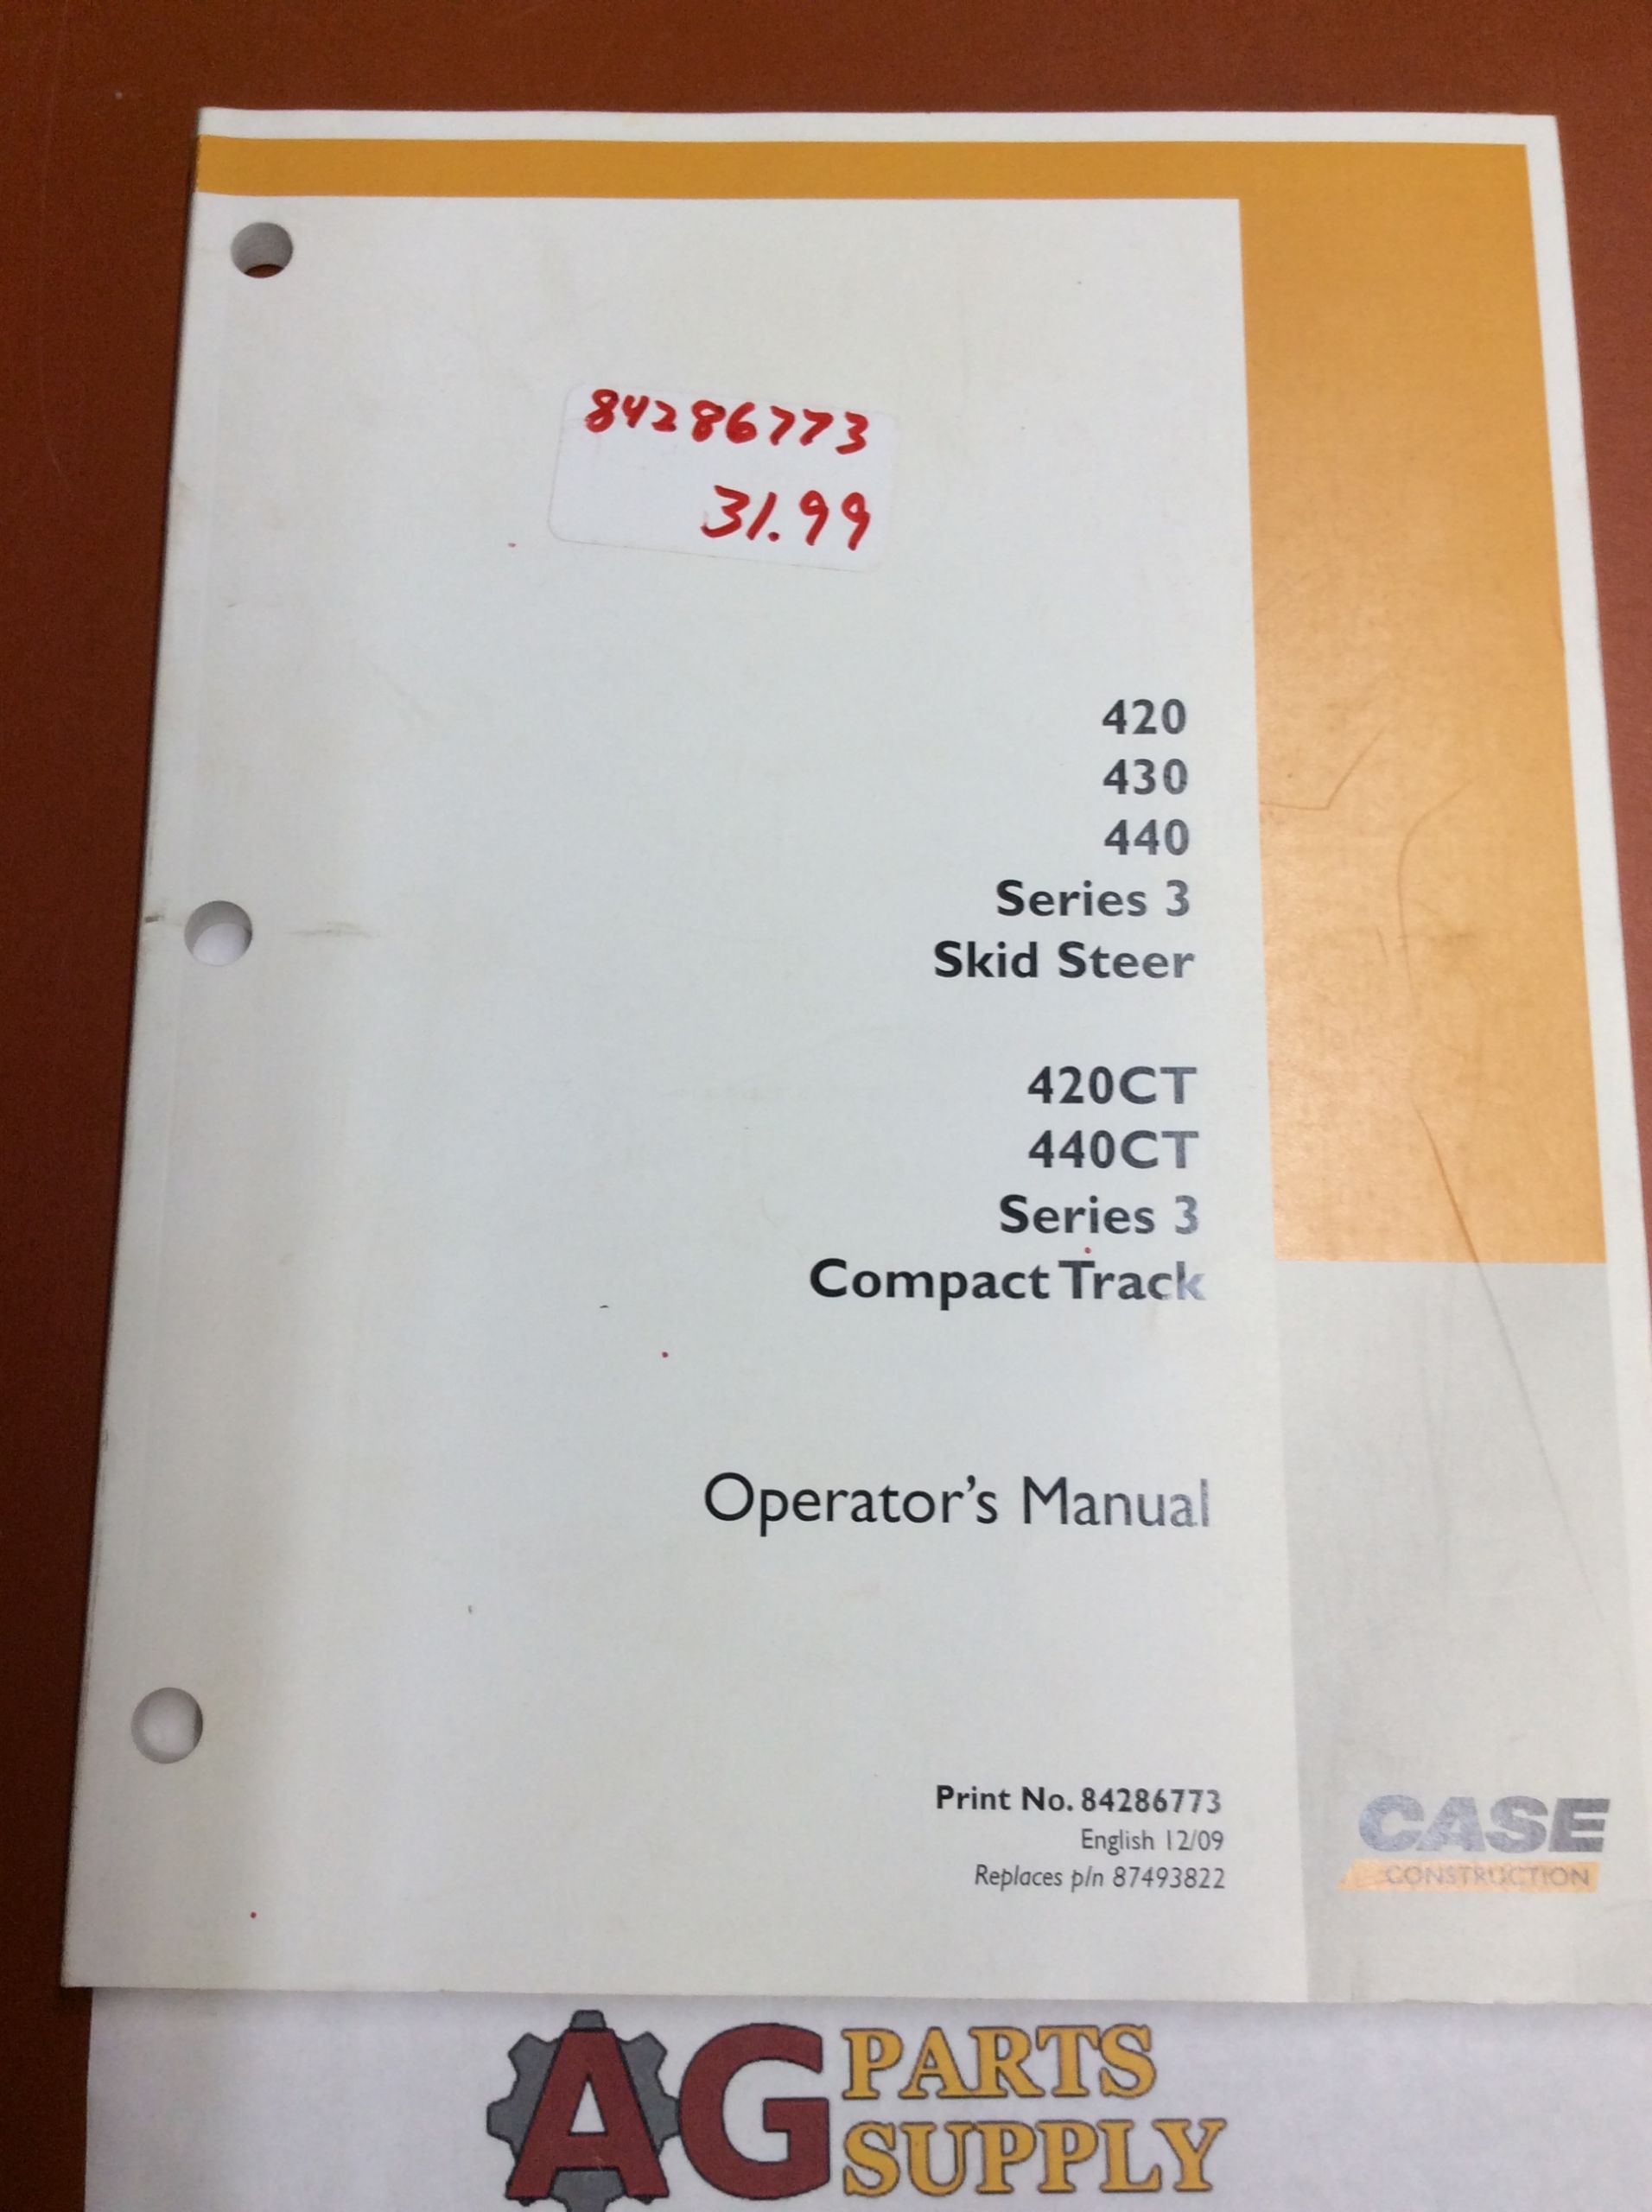 84286773
31.99
420
430
440
Series 3
Skid Steer
420CT
440CT
Series 3
Compact Track
Operator's Manual
Print No. 84286773
English 12/09
Replaces p/n 87493822
CASE
CONSTRUCTION
AG PARTS
SUPPLY